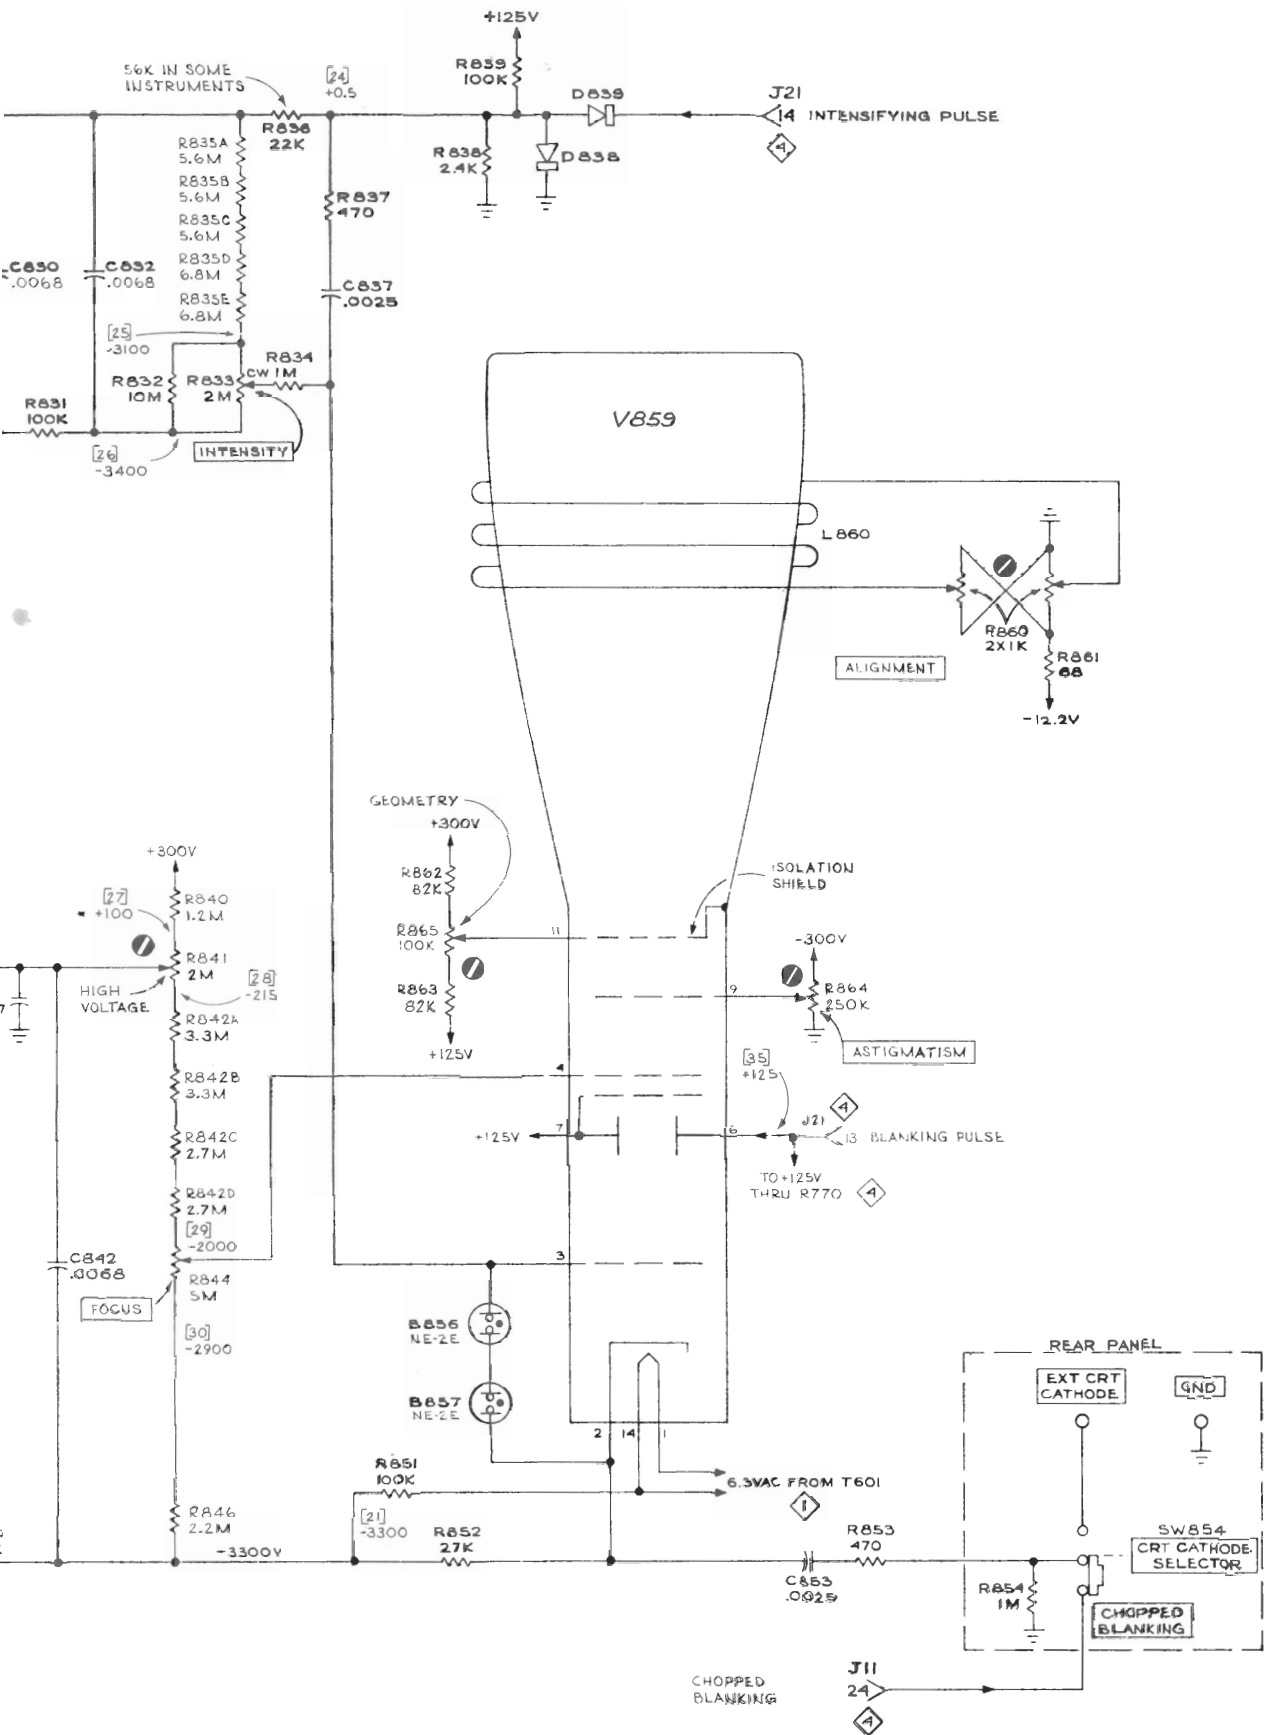 +125V
56K IN SOME
INSTRUMENTS
[24]
+0.5
R839
100K
D839
J21
14 INTENSIFYING PULSE
4
R836
22K
R835A
5.6M
R838
2.4K
D838
R835B
5.6M
R837
470
R835C
5.6M
R835D
6.8M
C830
.0068
C832
.0068
R835E
6.8M
C837
.0025
[25]
-3100
R834
1M
CW
R832
10M
R833
2M
R831
100K
V859
INTENSITY
[26]
-3400
L860
R860
2X1K
R861
68
ALIGNMENT
-12.2V
GEOMETRY
+300V
+300V
R862
82K
ISOLATION
SHIELD
[27]
* +100
R840
1.2M
R865
100K
11
-300V
R841
2M
HIGH
VOLTAGE
[28]
-215
R863
82K
9
R864
250K
7
R842A
3.3M
+125V
ASTIGMATISM
[35]
+125
R842B
3.3M
4
4
J21
R842C
2.7M
+125V
7
6
13 BLANKING PULSE
TO +125V
THRU R770
4
R842D
2.7M
[29]
-2000
C842
.0068
R844
5M
3
FOCUS
B856
NE-2E
[30]
-2900
REAR PANEL
EXT CRT
CATHODE
GND
B857
NE-2E
2
14
1
R851
100K
6.3VAC FROM T601
1
R846
2.2M
[21]
-3300
R852
27K
R853
470
SW854
CRT CATHODE
SELECTOR
-3300V
C853
.0025
R854
1M
CHOPPED
BLANKING
CHOPPED
BLANKING
J11
24
4